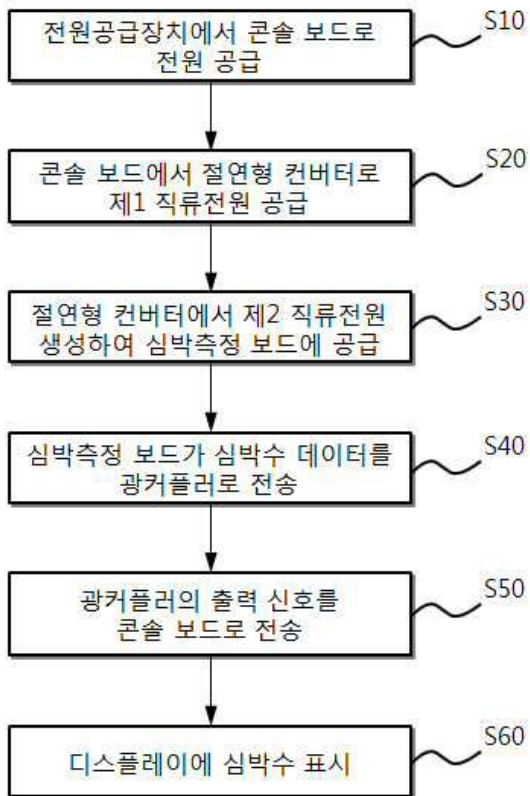 전원공급장치에서 콘솔 보드로
전원 공급
S10
콘솔 보드에서 절연형 컨버터로
제1 직류전원 공급
S20
절연형 컨버터에서 제2 직류전원
생성하여 심박측정 보드에 공급
S30
심박측정 보드가 심박수 데이터를
광커플러로 전송
S40
광커플러의 출력 신호를
콘솔 보드로 전송
S50
디스플레이에 심박수 표시
S60